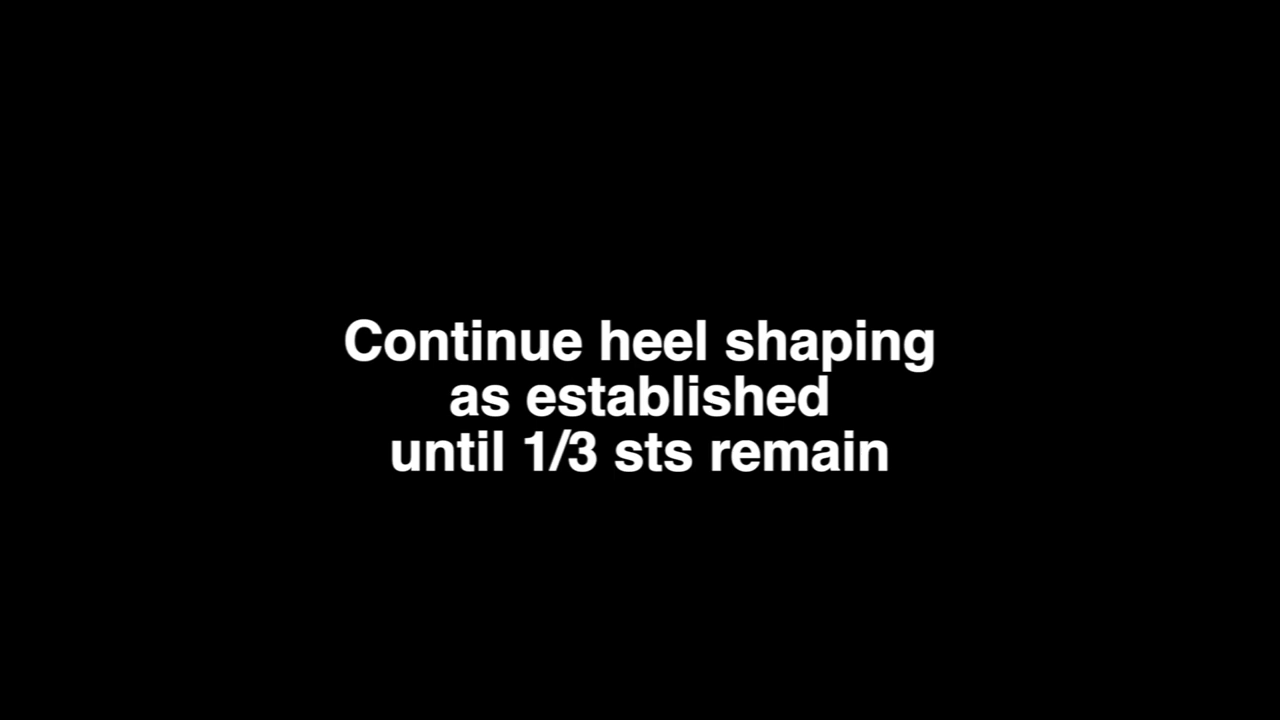 Continue heel shaping
as established
until 1/3 sts remain